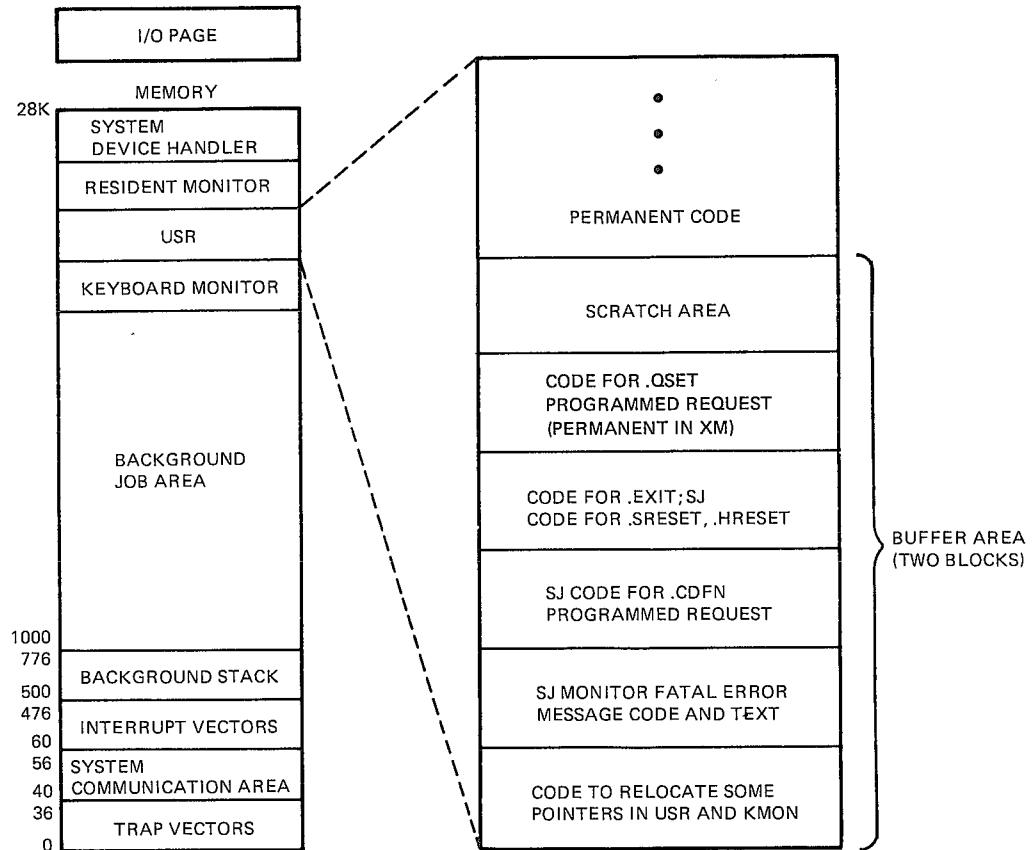 I/O PAGE
MEMORY
28K
SYSTEM
DEVICE HANDLER
RESIDENT MONITOR
USR
KEYBOARD MONITOR
BACKGROUND
JOB AREA
1000
776
BACKGROUND STACK
500
476
INTERRUPT VECTORS
60
56
SYSTEM
COMMUNICATION AREA
40
36
TRAP VECTORS
0
PERMANENT CODE
SCRATCH AREA
CODE FOR .QSET
PROGRAMMED REQUEST
(PERMANENT IN XM)
CODE FOR .EXIT; SJ
CODE FOR .SRESET, .HRESET
SJ CODE FOR .CDFN
PROGRAMMED REQUEST
SJ MONITOR FATAL ERROR
MESSAGE CODE AND TEXT
CODE TO RELOCATE SOME
POINTERS IN USR AND KMON
BUFFER AREA
(TWO BLOCKS)